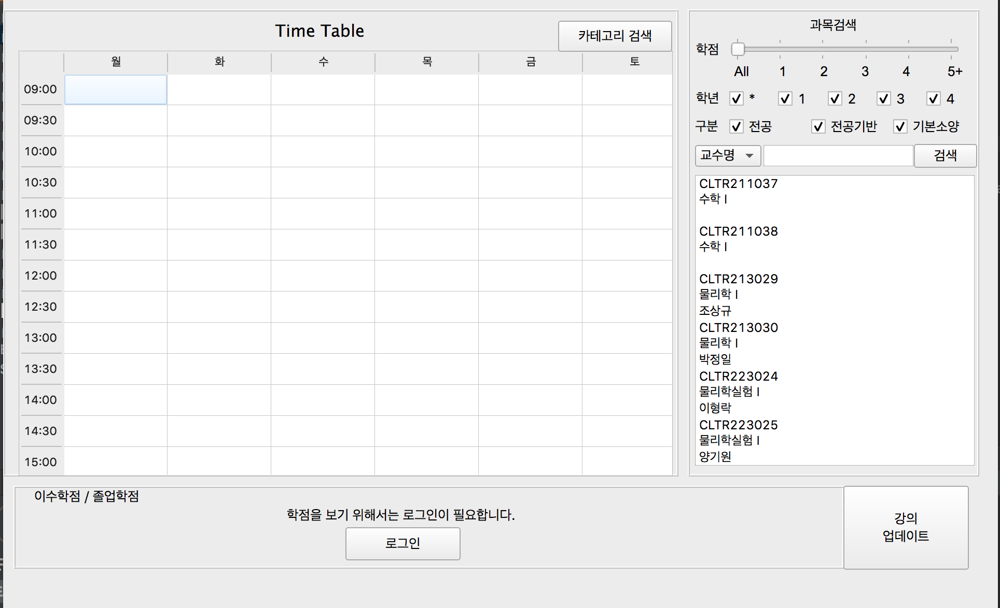 Time Table
카테고리 검색
월 화 수 목 금 토
09:00
09:30
10:00
10:30
11:00
11:30
12:00
12:30
13:00
13:30
14:00
14:30
15:00
과목검색
학점
All 1 2 3 4 5+
학년 * 1 2 3 4
구분 전공 전공기반 기본소양
교수명 검색
CLTR211037
수학 I
CLTR211038
수학 I
CLTR213029
물리학 I
조상규
CLTR213030
물리학 I
박정일
CLTR223024
물리학실험 I
이형락
CLTR223025
물리학실험 I
양기원
이수학점 / 졸업학점
학점을 보기 위해서는 로그인이 필요합니다.
로그인
강의
업데이트